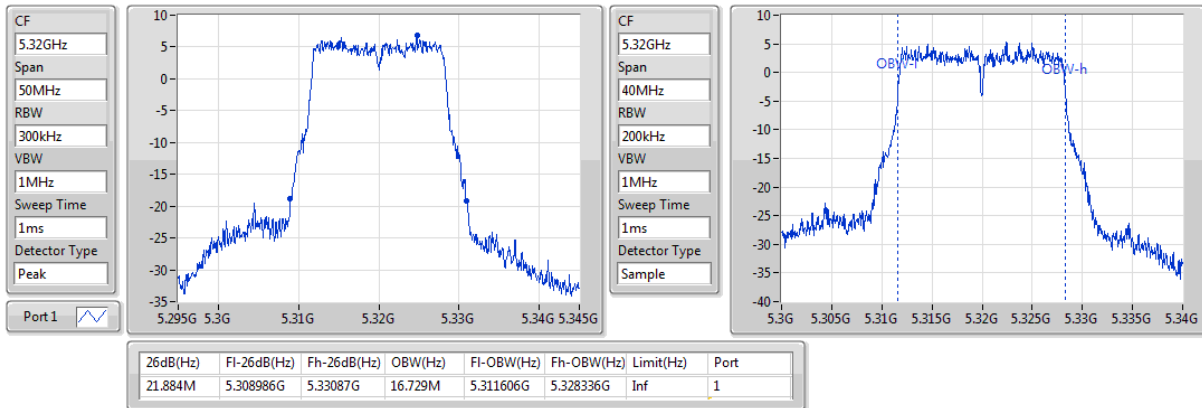 CF
5.32GHz
Span
50MHz
RBW
300kHz
VBW
1MHz
Sweep Time
1ms
Detector Type
Peak
Port 1
10
5
0
-5
-10
-15
-20
-25
-30
-35
5.295G 5.3G 5.31G 5.32G 5.33G 5.34G 5.345G
CF
5.32GHz
Span
40MHz
RBW
200kHz
VBW
1MHz
Sweep Time
1ms
Detector Type
Sample
10
5
0
-5
-10
-15
-20
-25
-30
-35
-40
OBW-l
OBW-h
5.3G 5.305G 5.31G 5.315G 5.32G 5.325G 5.33G 5.335G 5.34G
26dB(Hz) Fl-26dB(Hz) Fh-26dB(Hz) OBW(Hz) Fl-OBW(Hz) Fh-OBW(Hz) Limit(Hz) Port
21.884M 5.308986G 5.33087G 16.729M 5.311606G 5.328336G Inf 1